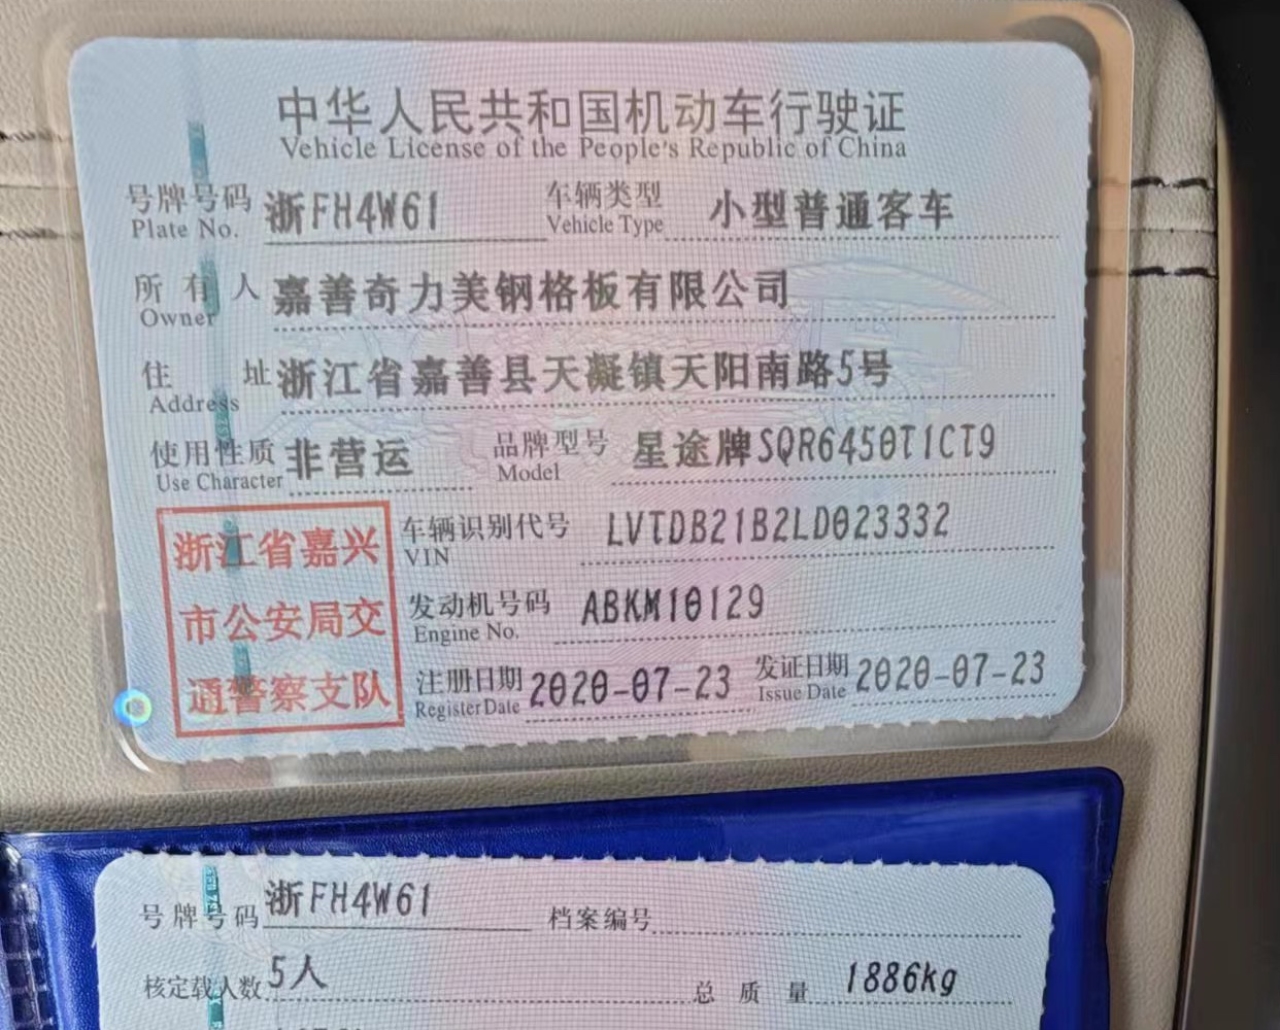 中华人民共和国机动车行驶证
Vehicle License of the People's Republic of China
号牌号码 浙FH4W61 车辆类型 小型普通客车
Plate No. Vehicle Type
所有人 嘉善奇力美钢格板有限公司
Owner
住址 浙江省嘉善县天凝镇天阳南路5号
Address
使用性质 非营运 品牌型号 星途牌SQR6450T1CT9
Use Character Model
浙江省嘉兴
市公安局交
通警察支队
车辆识别代号 LVTDB21B2LD023332
VIN
发动机号码 ABKM10129
Engine No.
注册日期 2020-07-23 发证日期 2020-07-23
Register Date Issue Date
号牌号码 浙FH4W61 档案编号
核定载人数 5人 总质量 1886kg